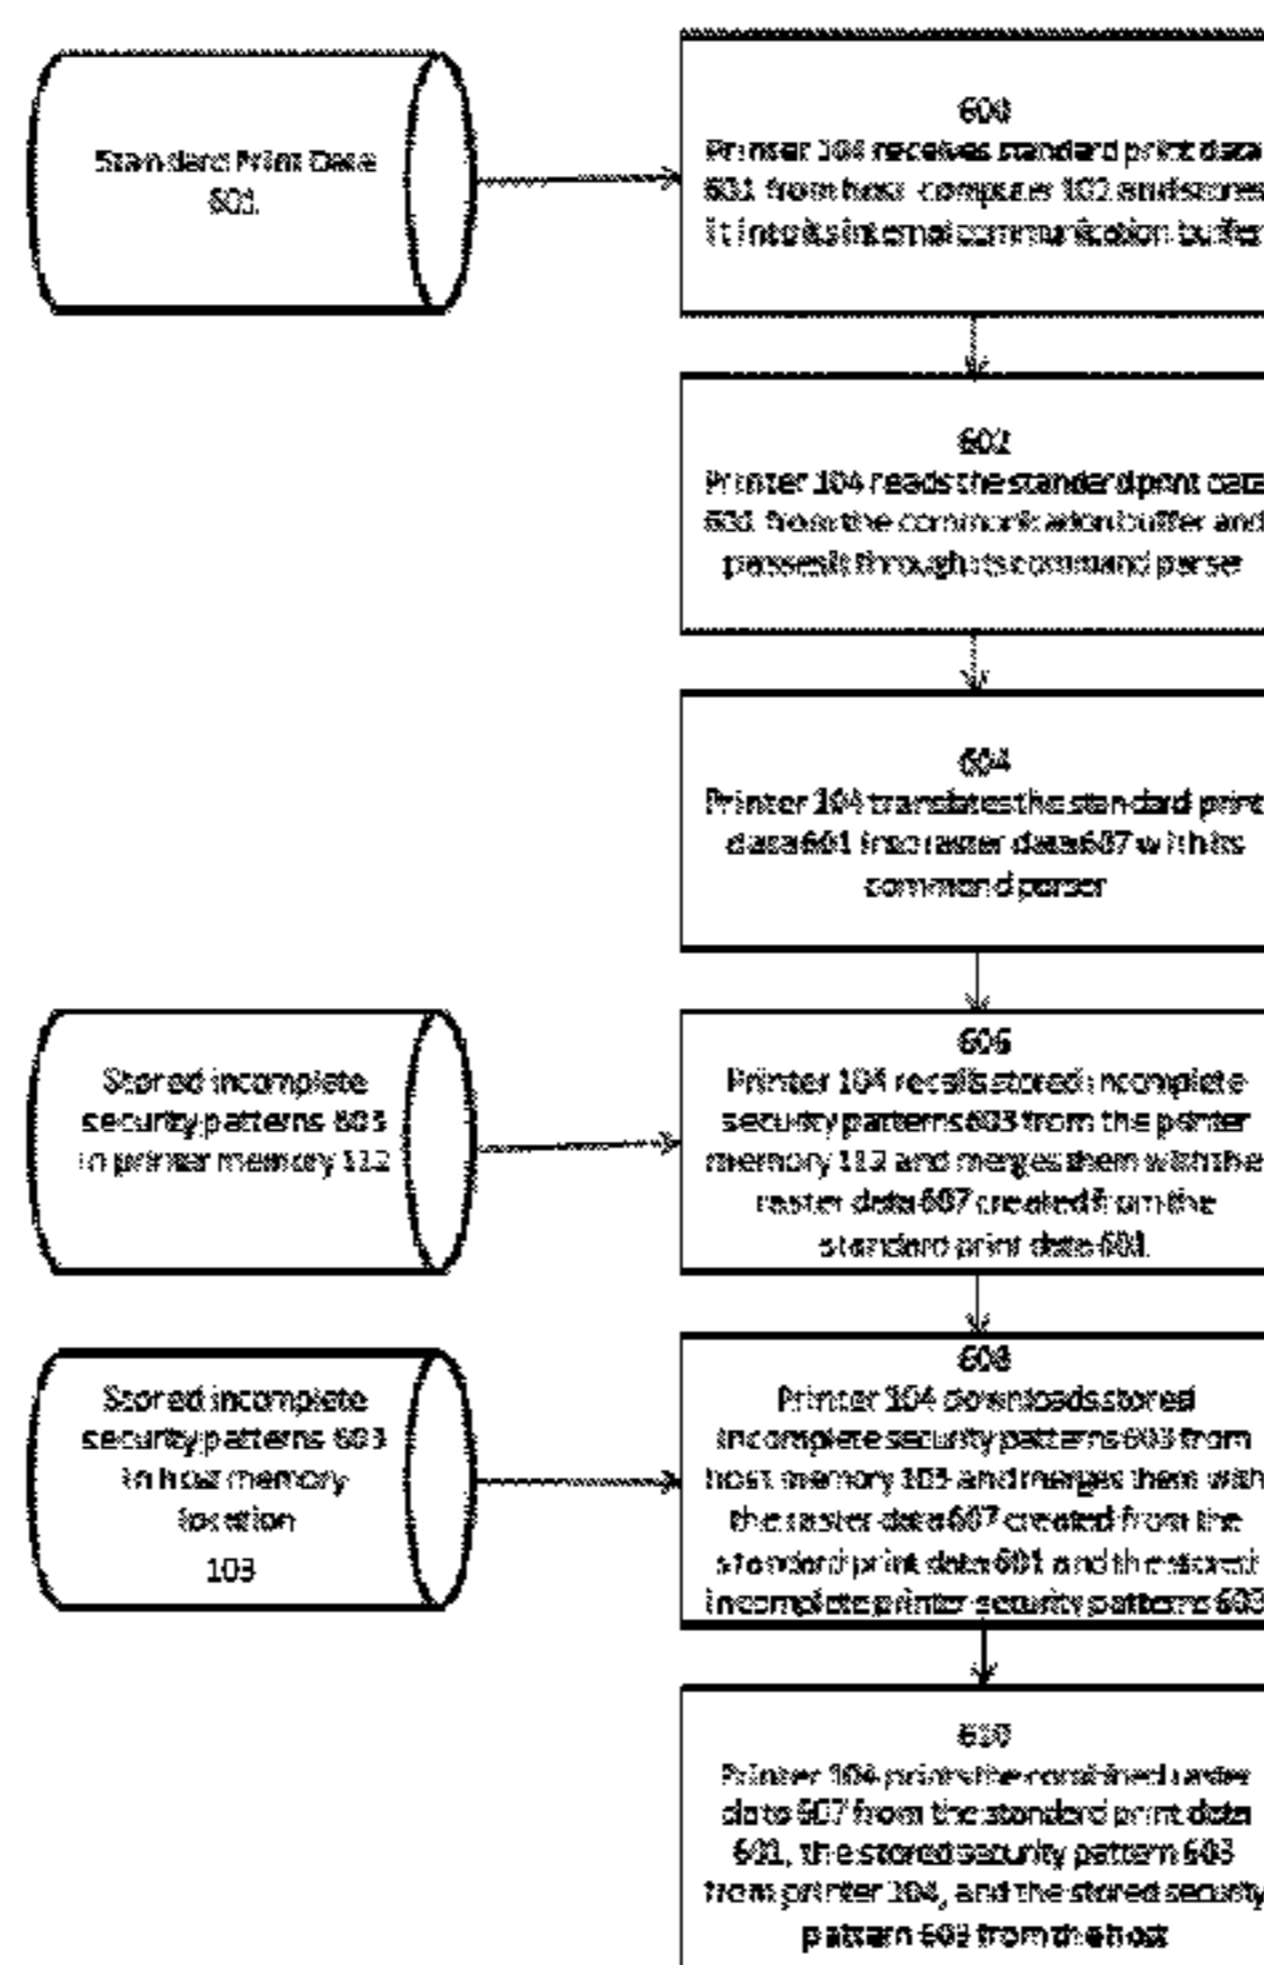 Standard Print Data
601
600
Printer 104 receives standard print data
601 from host computer 102 and stores
it into its internal communication buffer
602
Printer 104 reads the standard print data
601 from the communication buffer and
passes it through its command parse
604
Printer 104 translates the standard print
data 601 into raster data 607 with its
command parser
Stored incomplete
security patterns 603
in printer memory 112
606
Printer 104 recalls stored incomplete
security patterns 603 from the printer
memory 112 and merges them with the
raster data 607 created from the
standard print data 601.
Stored incomplete
security patterns 603
in host memory
location
103
608
Printer 104 downloads stored
incomplete security patterns 603 from
host memory 103 and merges them with
the raster data 607 created from the
standard print data 601 and the stored
incomplete printer security patterns 603
610
Printer 104 prints the combined raster
data 607 from the standard print data
601, the stored security pattern 603
from printer 104, and the stored security
pattern 603 from the host